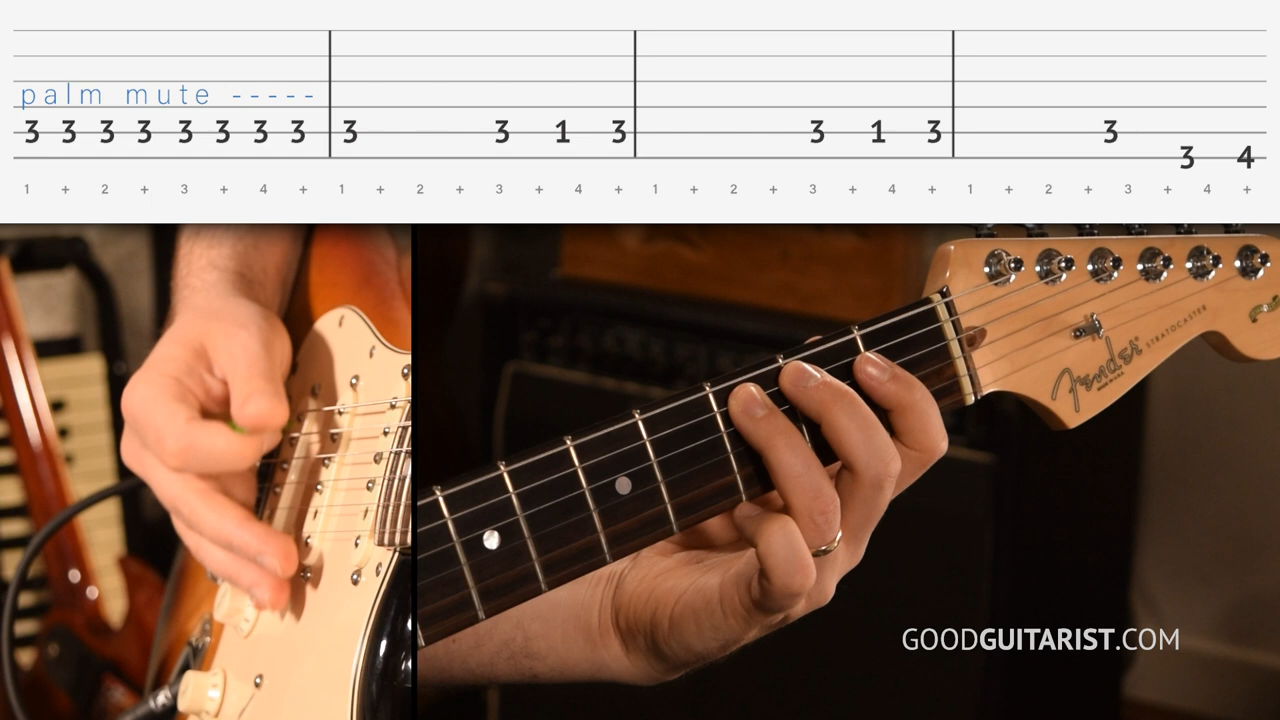 palm mute -----
3 3 3 3 3 3 3 3 3 3 1 3 3 1 3 3
3 4
1 + 2 + 3 + 4 + 1 + 2 + 3 + 4 + 1 + 2 + 3 + 4 + 1 + 2 + 3 + 4 +
Fender STRATOCASTER
GOODGUITARIST.COM